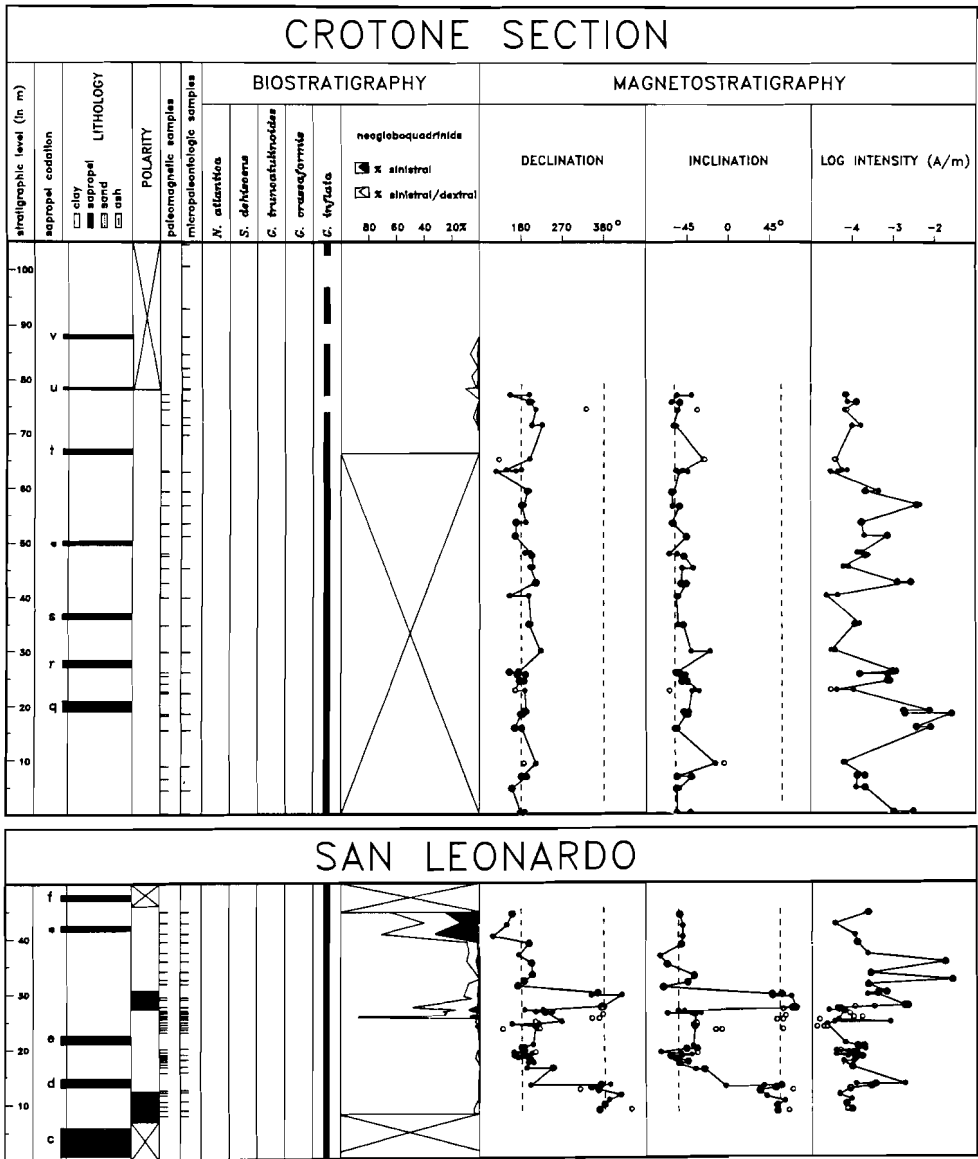 CROTONE SECTION
stratigraphic level (in m)
sapropel codation
LITHOLOGY
clay
sapropel
sand
ash
POLARITY
paleomagnetic samples
micropaleontologic samples
BIOSTRATIGRAPHY
N. atlantica
S. dehiscens
G. truncatulinoides
G. crassaformis
G. inflata
neogloboquadrinids
% sinistral
% sinistral/dextral
80 40 20%
MAGNETOSTRATIGRAPHY
DECLINATION
180 270 380°
INCLINATION
-45 0 45°
LOG INTENSITY (A/m)
-4 -3 -2
100
90
v
80
u
70
t
60
50
40
s
30
r
20
q
10
SAN LEONARDO
f
40
30
e
20
d
10
c